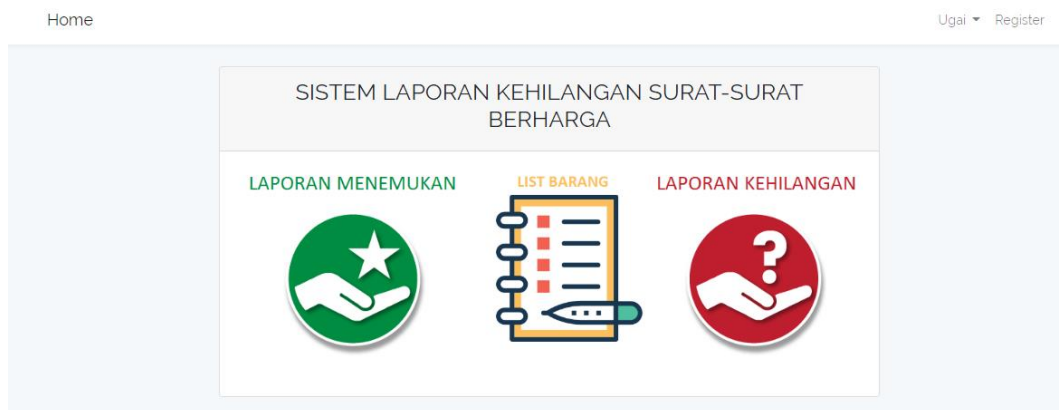 Home
Ugai Register
SISTEM LAPORAN KEHILANGAN SURAT-SURAT
BERHARGA
LAPORAN MENEMUKAN
LIST BARANG
LAPORAN KEHILANGAN